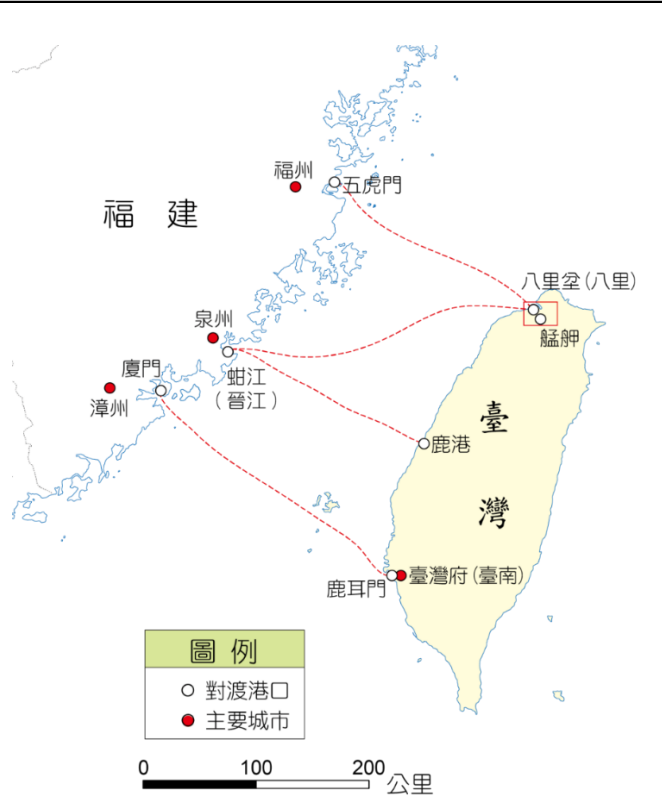 福州
五虎門
福建
八里坌(八里)
艋舺
泉州
廈門
蚶江
(晉江)
漳州
臺
灣
鹿港
鹿耳門
臺灣府(臺南)
圖例
對渡港口
主要城市
0 100 200
公里